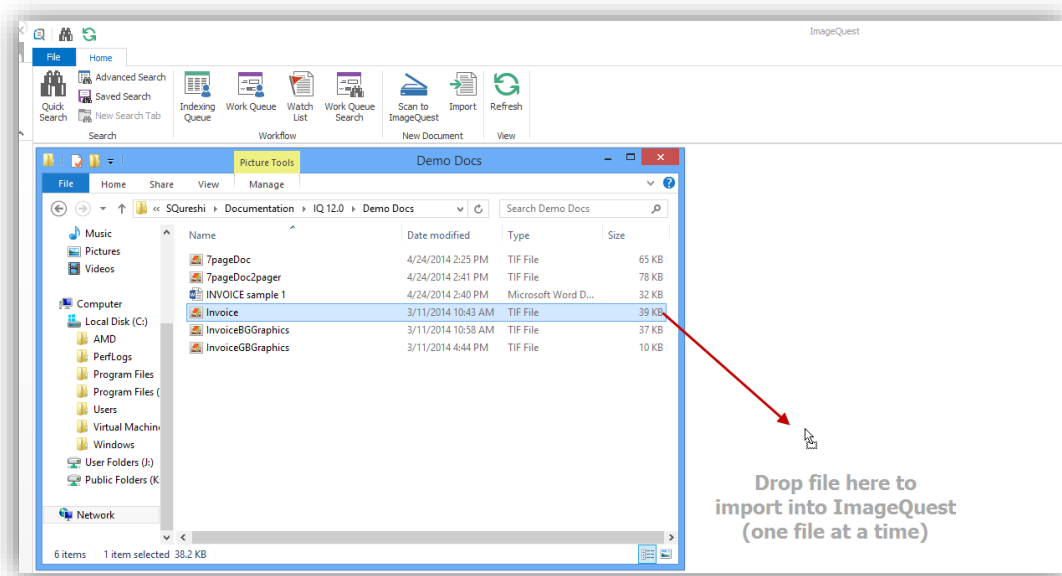 ImageQuest
File Home
Quick Search
Advanced Search
Saved Search
New Search Tab
Search
Indexing Queue
Work Queue
Watch List
Work Queue Search
Workflow
Scan to ImageQuest
Import
New Document
Refresh
View
Picture Tools
Demo Docs
File Home Share View Manage
« SQureshi Documentation IQ 12.0 Demo Docs
Search Demo Docs
Music
Pictures
Videos
Computer
Local Disk (C:)
AMD
PerfLogs
Program Files
Program Files (
Users
Virtual Machin
Windows
User Folders (J:)
Public Folders (K
Network
Name Date modified Type Size
7pageDoc 4/24/2014 2:25 PM TIF File 65 KB
7pageDoc2pager 4/24/2014 2:41 PM TIF File 78 KB
INVOICE sample 1 4/24/2014 2:40 PM Microsoft Word D... 32 KB
Invoice 3/11/2014 10:43 AM TIF File 39 KB
InvoiceBGGraphics 3/11/2014 10:58 AM TIF File 37 KB
InvoiceGBGraphics 3/11/2014 4:44 PM TIF File 10 KB
6 items 1 item selected 38.2 KB
Drop file here to
import into ImageQuest
(one file at a time)